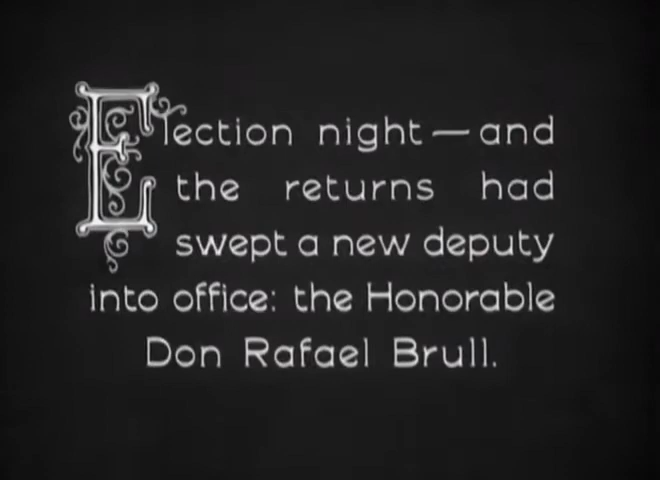 Election night — and
the returns had
swept a new deputy
into office: the Honorable
Don Rafael Brull.